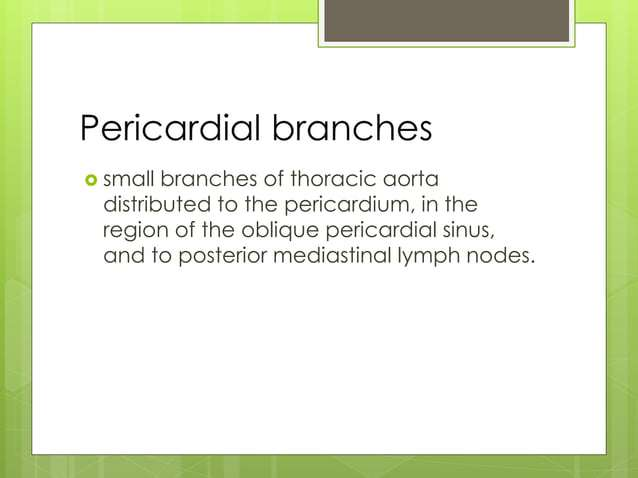 Pericardial branches
small branches of thoracic aorta
distributed to the pericardium, in the
region of the oblique pericardial sinus,
and to posterior mediastinal lymph nodes.